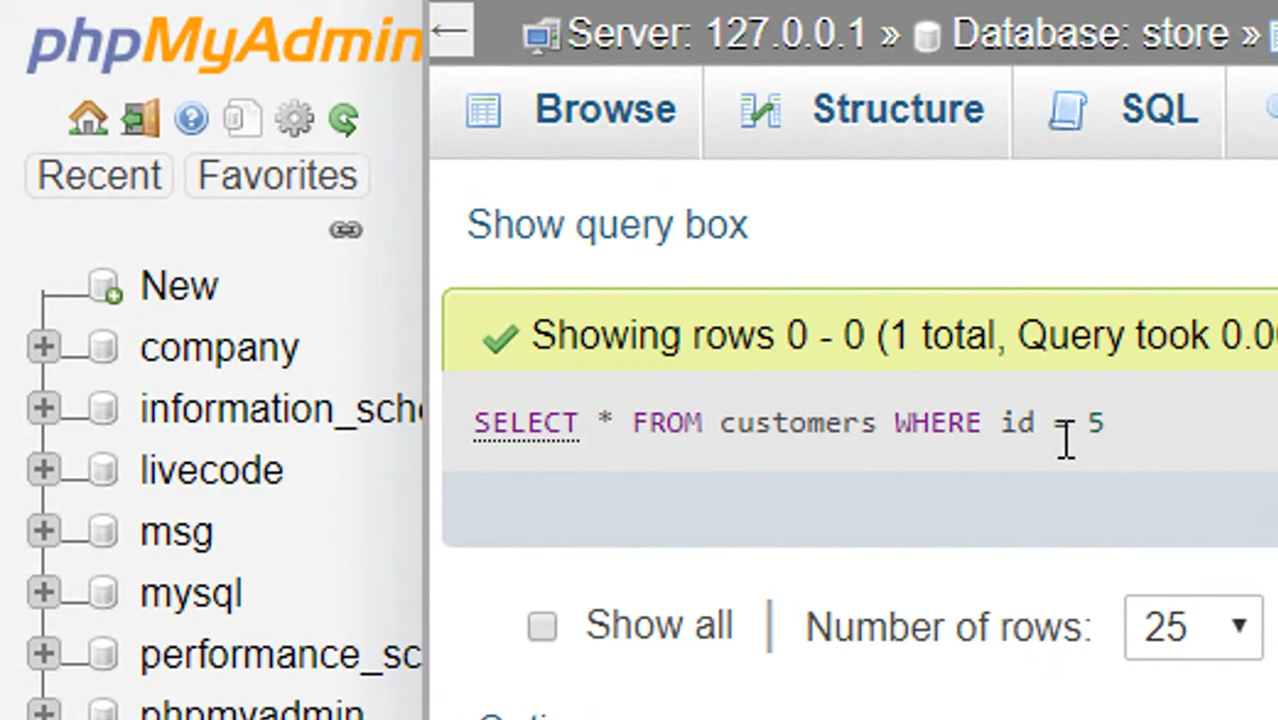 phpMyAdmin
Recent
Favorites
New
company
information_sch
livecode
msg
mysql
performance_sc
phpmyadmin
Server: 127.0.0.1 » Database: store »
Browse
Structure
SQL
Show query box
Showing rows 0 - 0 (1 total, Query took 0.0
SELECT * FROM customers WHERE id = 5
Show all
Number of rows:
25